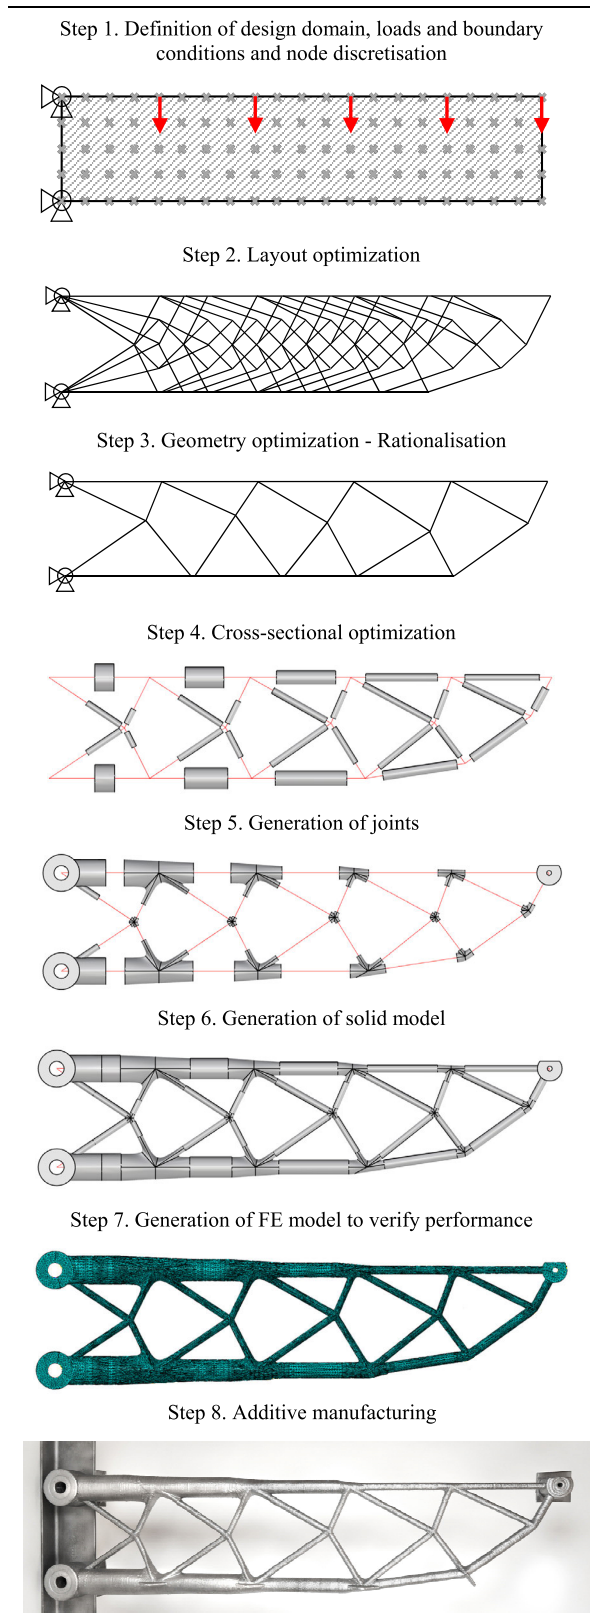 Step 1. Definition of design domain, loads and boundary
conditions and node discretisation
Step 2. Layout optimization
Step 3. Geometry optimization - Rationalisation
Step 4. Cross-sectional optimization
Step 5. Generation of joints
Step 6. Generation of solid model
Step 7. Generation of FE model to verify performance
Step 8. Additive manufacturing